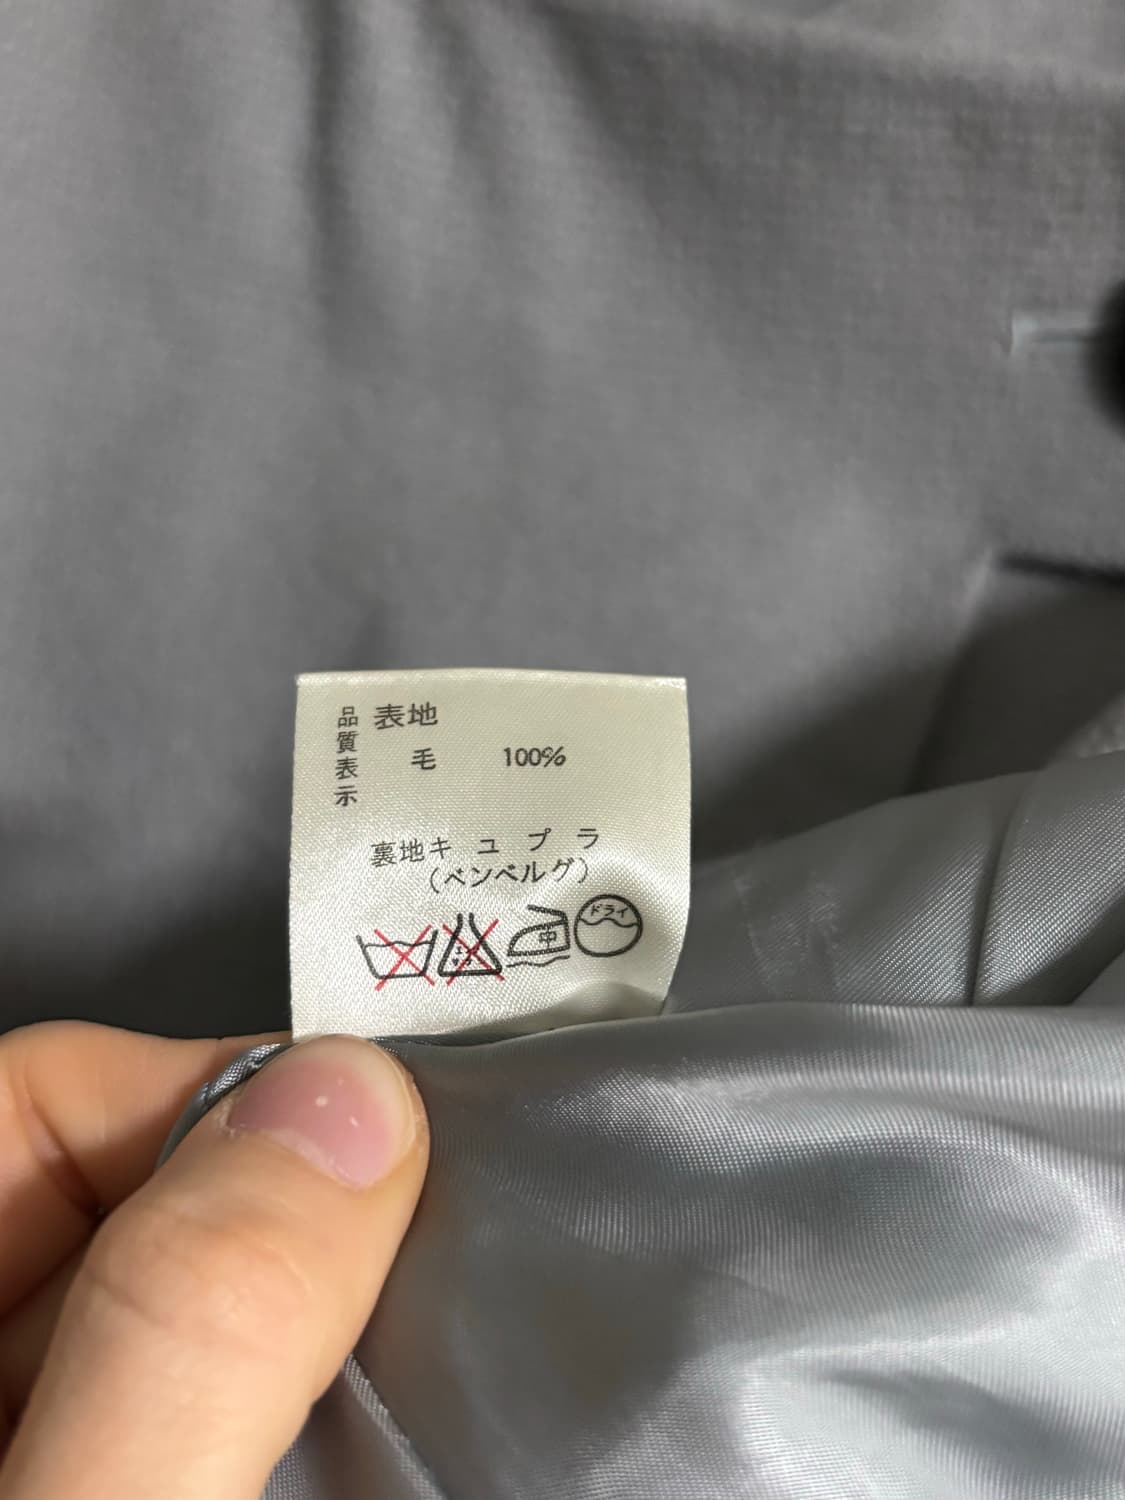 品質表示
表地
毛 100%
裏地キュプラ
(ベンベルグ)
中
ドライ